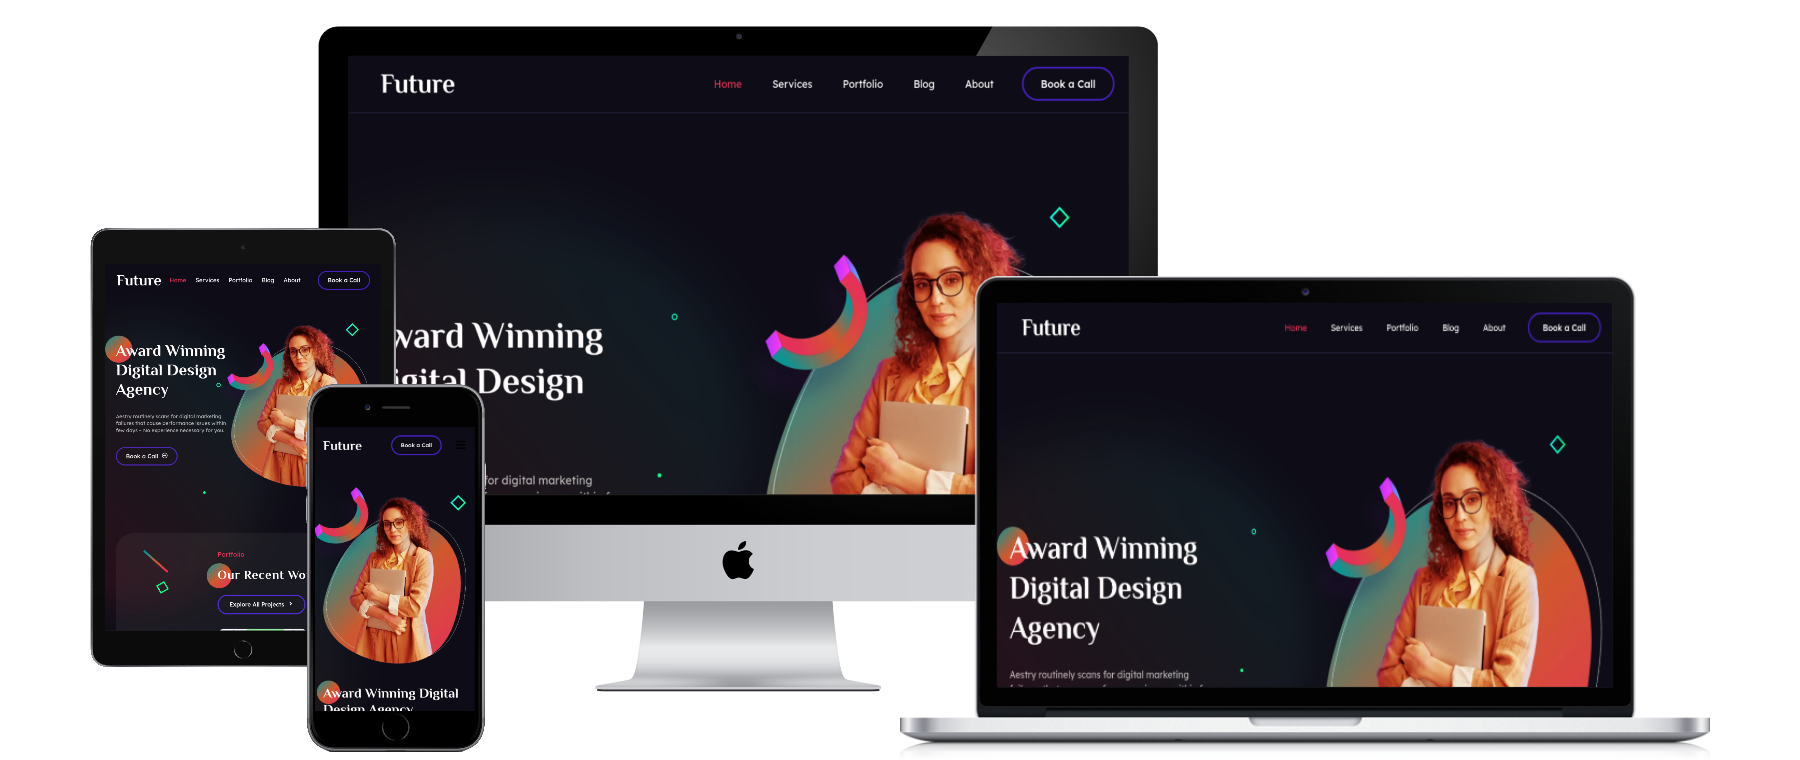 Future
Home Services Portfolio Blog About Book a Call
ward Winning
igital Design
for digital marketing
Future Home Services Portfolio Blog About Book a Call
Award Winning
Digital Design
Agency
Aestry routinely scans for digital marketing
failures that cause performance issues within
few days - No experience necessary for you.
Book a Call
Portfolio
Our Recent Wo
Explore All Projects
Future Book a Call
Award Winning Digital
Design Agency
Future
Home Services Portfolio Blog About Book a Call
Award Winning
Digital Design
Agency
Aestry routinely scans for digital marketing